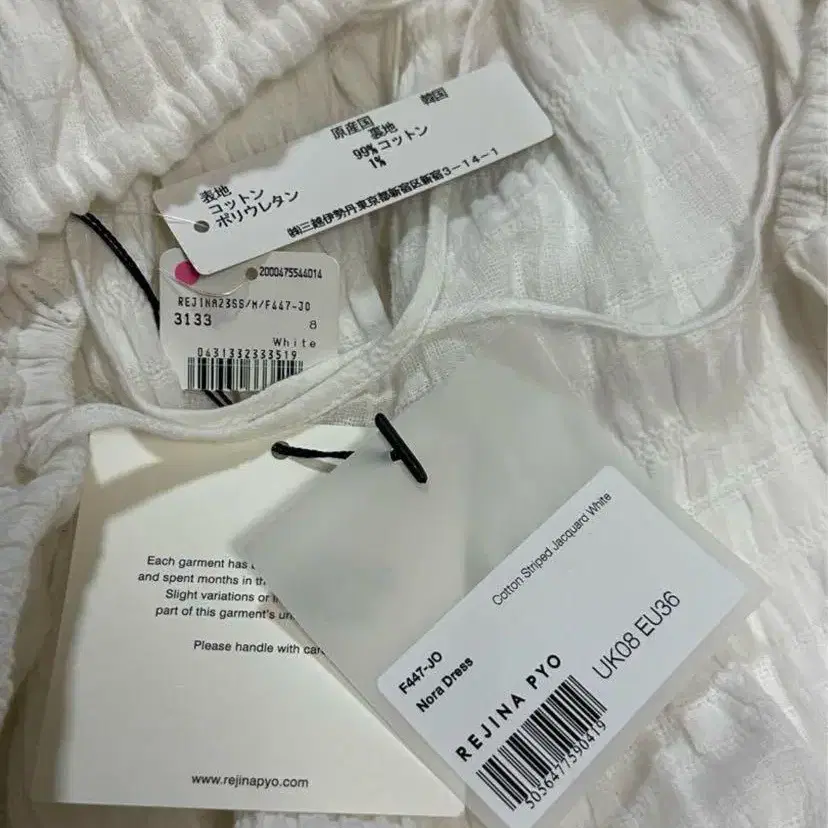 原産国 韓国
裏地
表地 99% コットン
コットン 1%
ポリウレタン
㈱三越伊勢丹東京都新宿区新宿3-14-1
2000475544014
REJINA23SS/M/F447-JO
3133 8
White
0431332333519
Each garment has
and spent months in th
Slight variations or
part of this garment's
Please handle with car
www.rejinapyo.com
Cotton Striped Jacquard White
F447-JO
Nora Dress
UK08 EU36
REJINA PYO
5056477590419